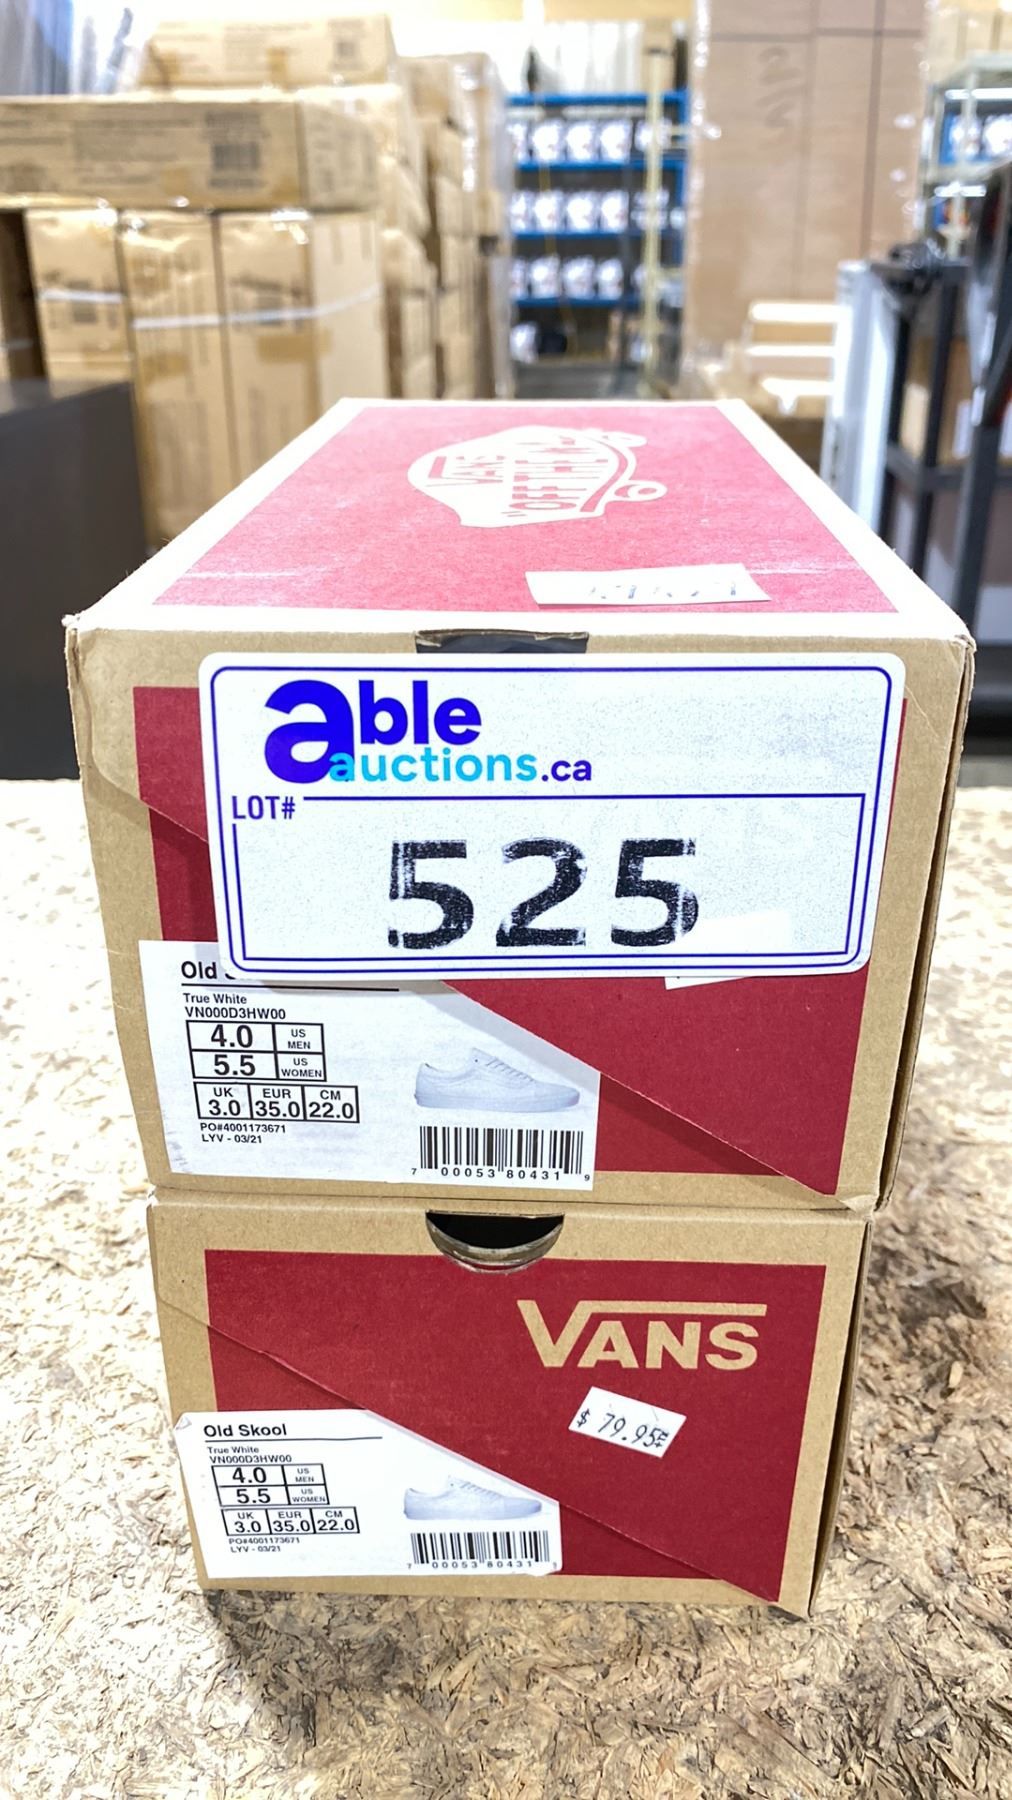 VANS
"OFF THE WALL"
able
auctions.ca
LOT#
525
Old
True White
VN000D3HW00
4.0 US MEN
5.5 US WOMEN
UK EUR CM
3.0 35.0 22.0
PO#4001173671
LYV - 03/21
7 00053 80431 9
VANS
$ 79.95
Old Skool
True White
VN000D3HW00
4.0 US MEN
5.5 US WOMEN
UK EUR CM
3.0 35.0 22.0
PO#4001173671
LYV - 03/21
7 00053 80431